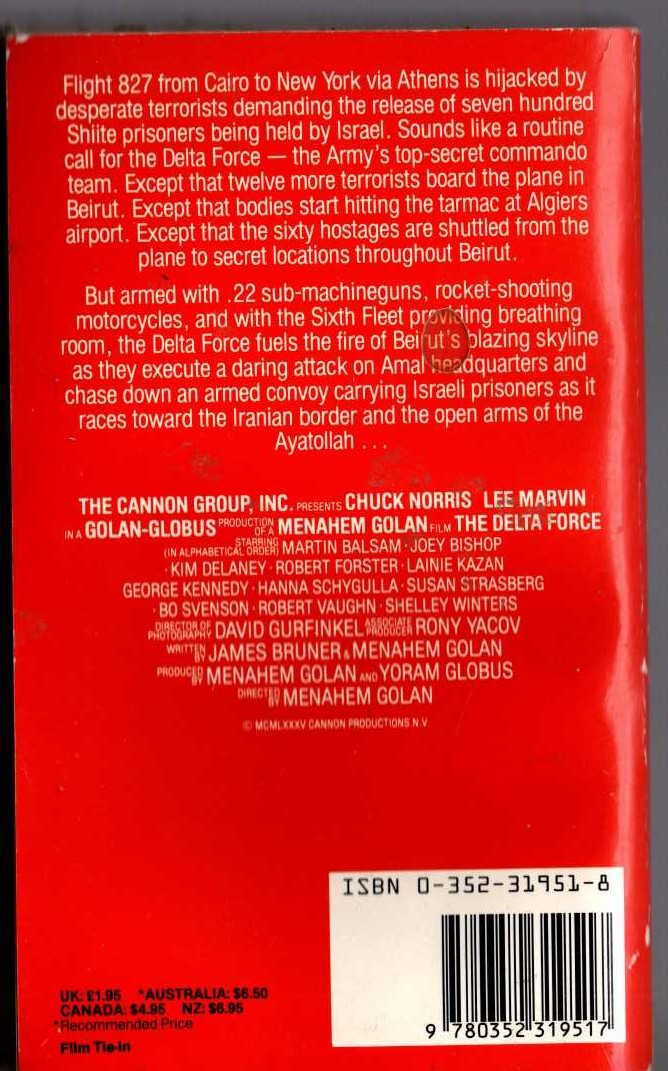 Flight 827 from Cairo to New York via Athens is hijacked by
desperate terrorists demanding the release of seven hundred
Shiite prisoners being held by Israel. Sounds like a routine
call for the Delta Force — the Army's top-secret commando
team. Except that twelve more terrorists board the plane in
Beirut. Except that bodies start hitting the tarmac at Algiers
airport. Except that the sixty hostages are shuttled from the
plane to secret locations throughout Beirut.
But armed with .22 sub-machineguns, rocket-shooting
motorcycles, and with the Sixth Fleet providing breathing
room, the Delta Force fuels the fire of Beirut's blazing skyline
as they execute a daring attack on Amal headquarters and
chase down an armed convoy carrying Israeli prisoners as it
races toward the Iranian border and the open arms of the
Ayatollah . . .
THE CANNON GROUP, INC. PRESENTS CHUCK NORRIS LEE MARVIN
IN A GOLAN-GLOBUS PRODUCTION OF A MENAHEM GOLAN FILM THE DELTA FORCE
STARRING (IN ALPHABETICAL ORDER) MARTIN BALSAM · JOEY BISHOP
· KIM DELANEY · ROBERT FORSTER · LAINIE KAZAN
GEORGE KENNEDY · HANNA SCHYGULLA · SUSAN STRASBERG
· BO SVENSON · ROBERT VAUGHN · SHELLEY WINTERS
DIRECTOR OF PHOTOGRAPHY DAVID GURFINKEL ASSOCIATE PRODUCER RONY YACOV
WRITTEN BY JAMES BRUNER & MENAHEM GOLAN
PRODUCED BY MENAHEM GOLAN AND YORAM GLOBUS
DIRECTED BY MENAHEM GOLAN
© MCMLXXXV CANNON PRODUCTIONS N.V.
ISBN 0-352-31951-8
9 780352 319517
UK: £1.95 *AUSTRALIA: $6.50
CANADA: $4.95 NZ: $6.95
*Recommended Price
Film Tie-in